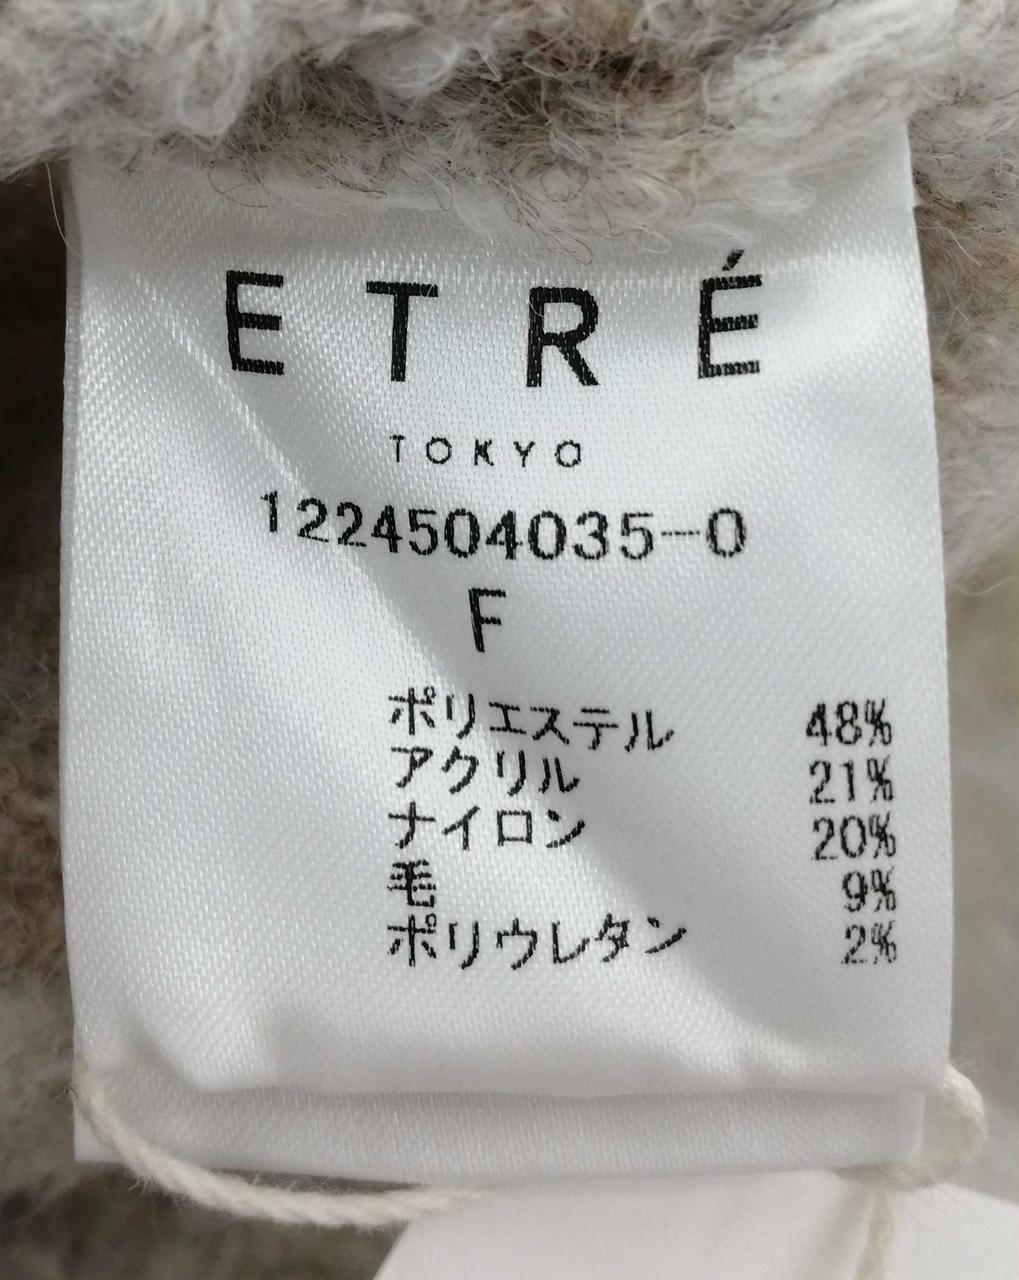 ETRÉ
TOKYO
1224504035-0
F
ポリエステル 48%
アクリル 21%
ナイロン 20%
毛 9%
ポリウレタン 2%